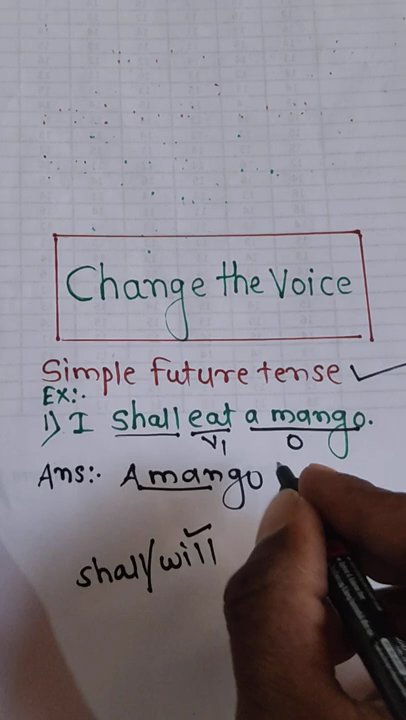 Change the Voice
Simple future tense ✓
Ex:-
1) I shall eat a mango.
V1 O
Ans:- A mango
shall/will